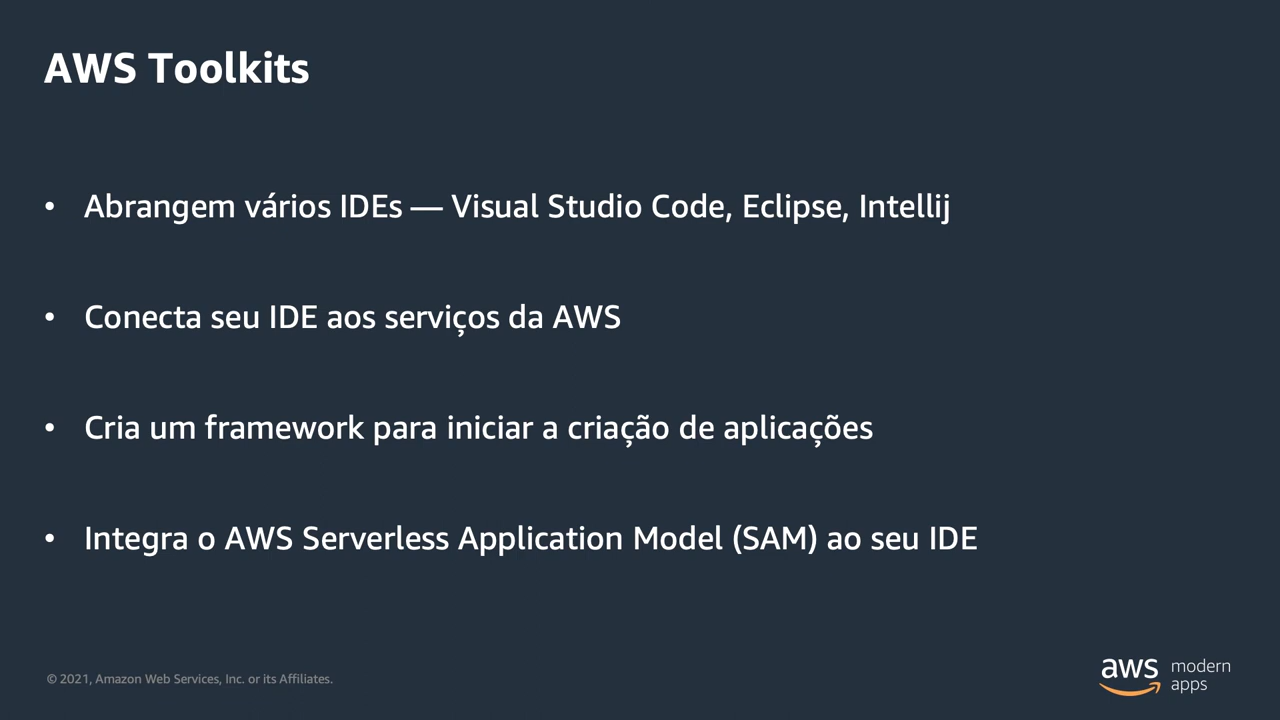 AWS Toolkits
• Abrangem vários IDEs — Visual Studio Code, Eclipse, Intellij
• Conecta seu IDE aos serviços da AWS
• Cria um framework para iniciar a criação de aplicações
• Integra o AWS Serverless Application Model (SAM) ao seu IDE
© 2021, Amazon Web Services, Inc. or its Affiliates.
aws modern
apps